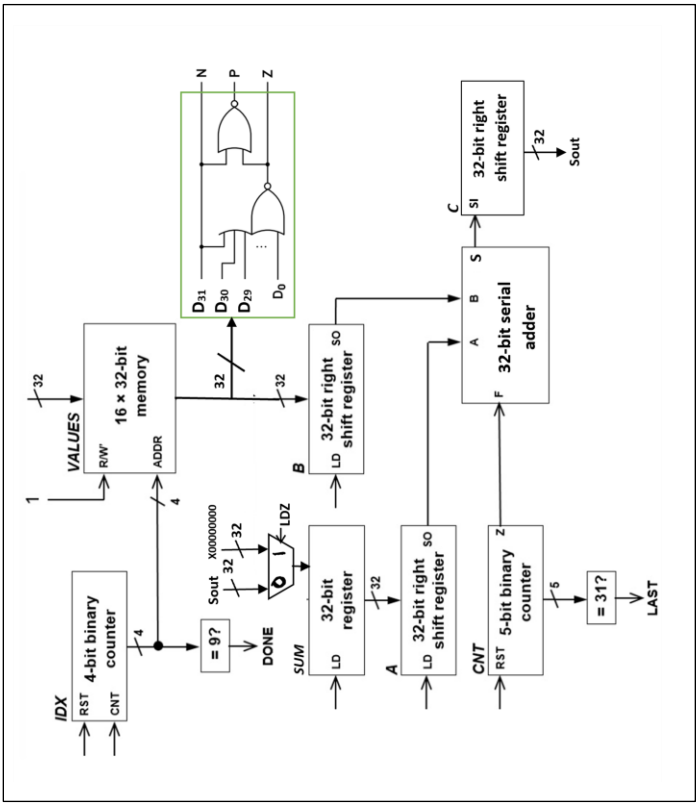 IDX
RST
CNT
4-bit binary
counter
4
= 9?
DONE
1
VALUES
R/W'
ADDR
16 × 32-bit
memory
32
4
32
32
N
P
Z
D31
D30
D29
...
D0
Sout
32
X00000000
32
0
1
LDZ
SUM
LD
32-bit
register
32
B
LD
SO
32-bit right
shift register
A
LD
SO
32-bit right
shift register
CNT
RST
Z
5-bit binary
counter
5
= 31?
LAST
F
A
B
S
32-bit serial
adder
C
SI
32-bit right
shift register
32
Sout